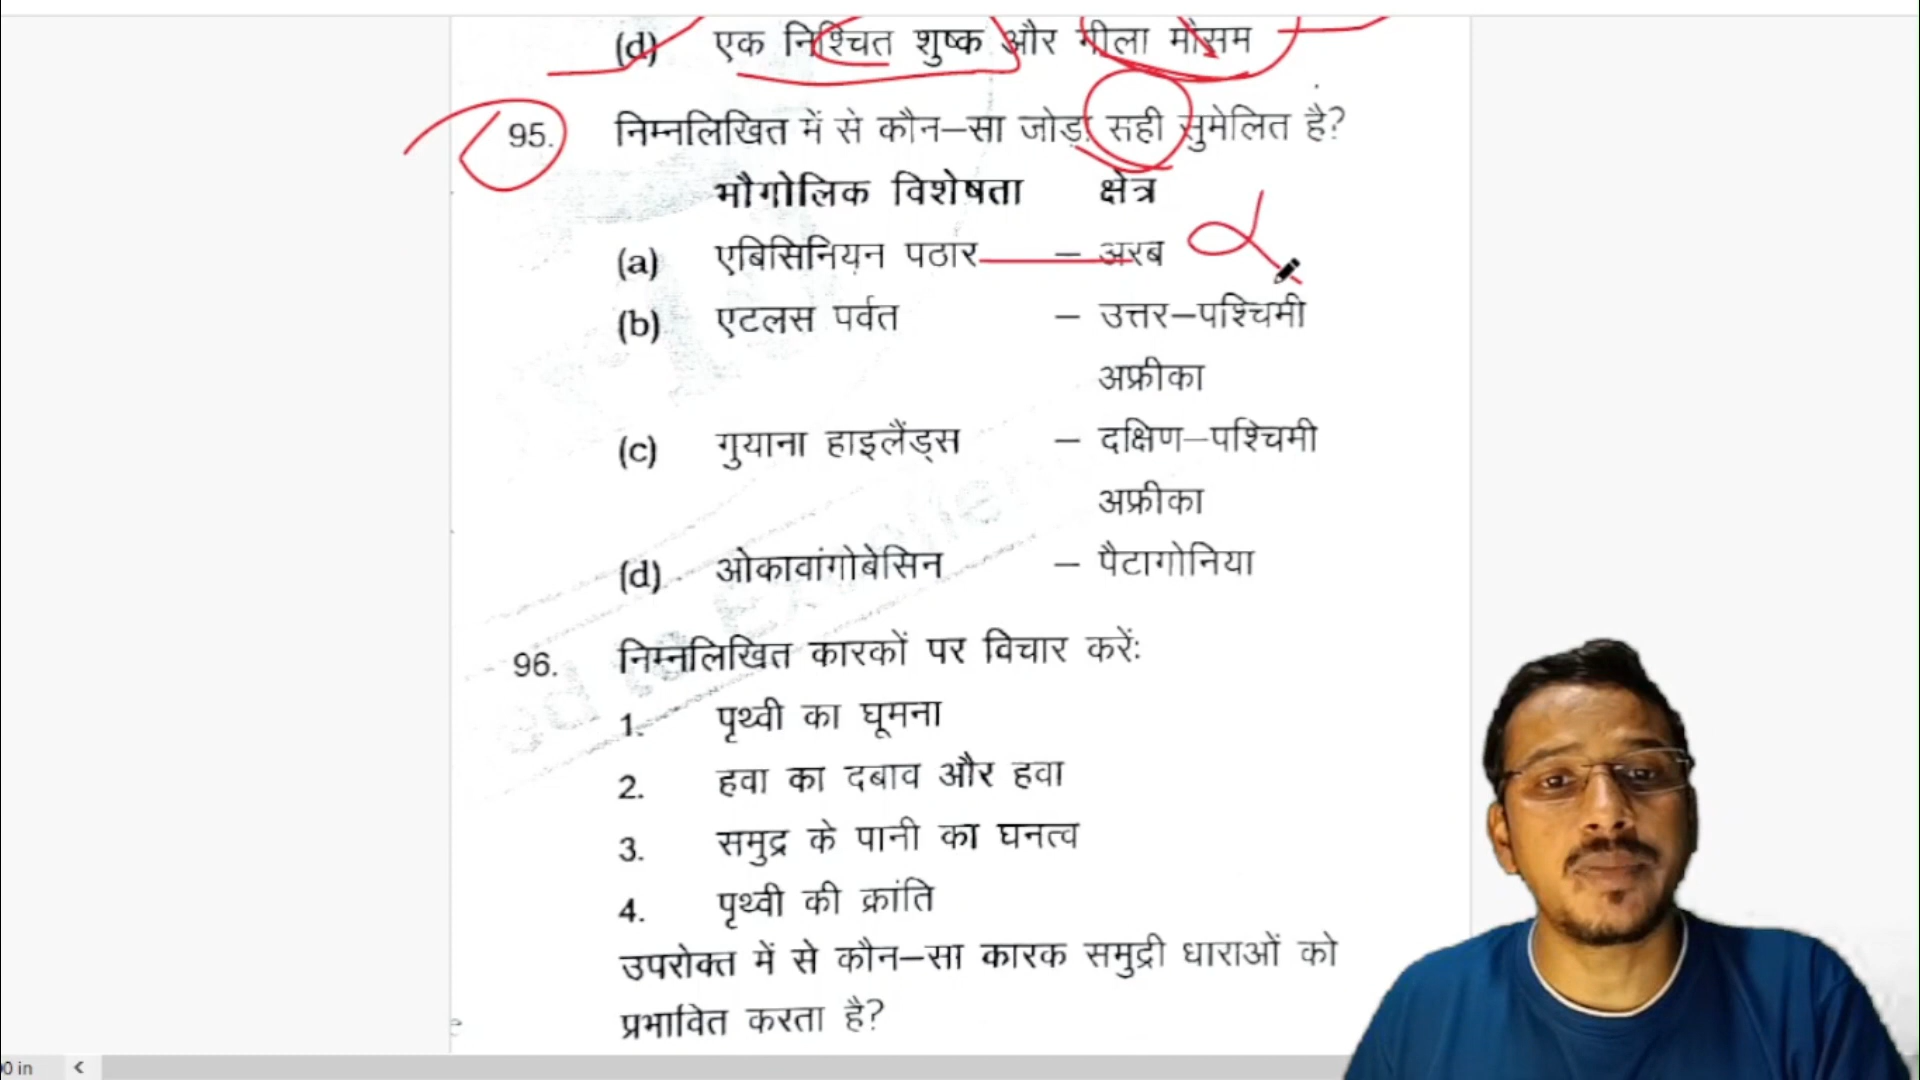 (d) एक निश्चित शुष्क और गीला मौसम
95. निम्नलिखित में से कौन–सा जोड़ा सही सुमेलित है?
भौगोलिक विशेषता क्षेत्र
(a) एबिसिनियन पठार – अरब
(b) एटलस पर्वत – उत्तर–पश्चिमी
अफ्रीका
(c) गुयाना हाइलैंड्स – दक्षिण–पश्चिमी
अफ्रीका
(d) ओकावांगोबेसिन – पैटागोनिया
96. निम्नलिखित कारकों पर विचार करें:
1. पृथ्वी का घूमना
2. हवा का दबाव और हवा
3. समुद्र के पानी का घनत्व
4. पृथ्वी की क्रांति
उपरोक्त में से कौन–सा कारक समुद्री धाराओं को
प्रभावित करता है?